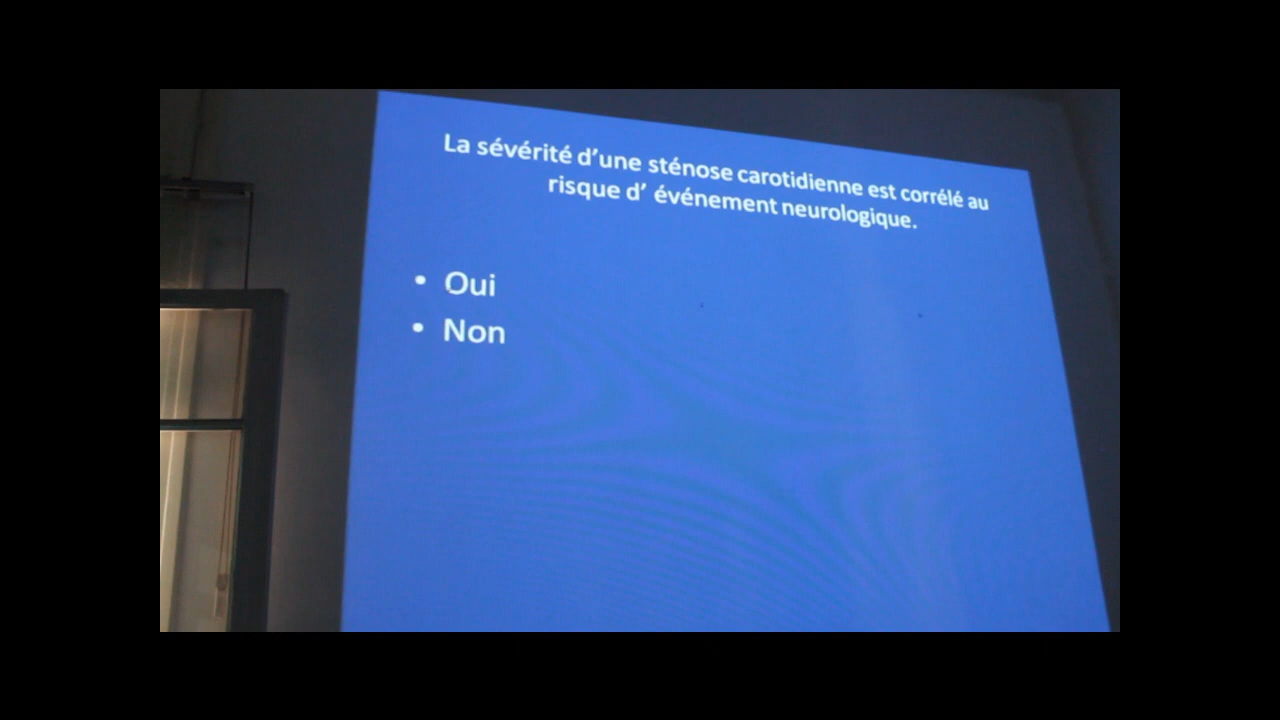 La sévérité d’une sténose carotidienne est corrélé au
risque d’ événement neurologique.
• Oui
• Non